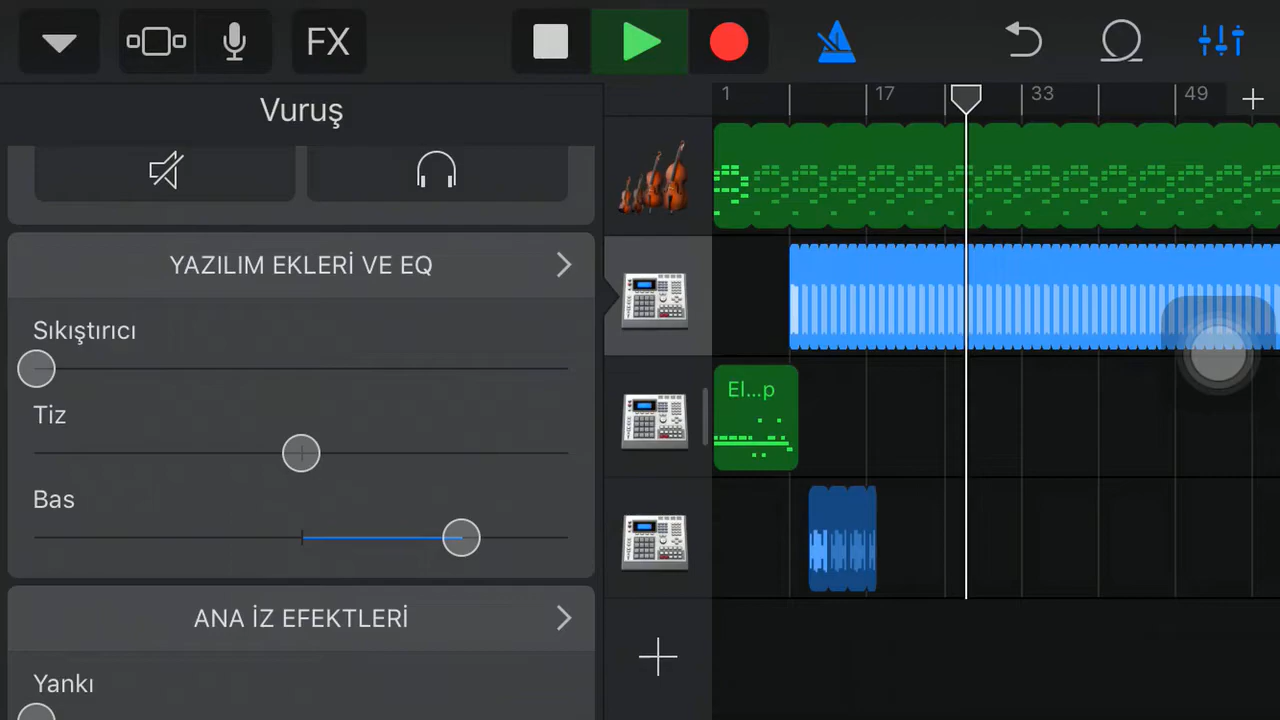 FX
Vuruş
1
17
33
49
YAZILIM EKLERİ VE EQ
Sıkıştırıcı
Tiz
El...p
Bas
ANA İZ EFEKTLERİ
Yankı